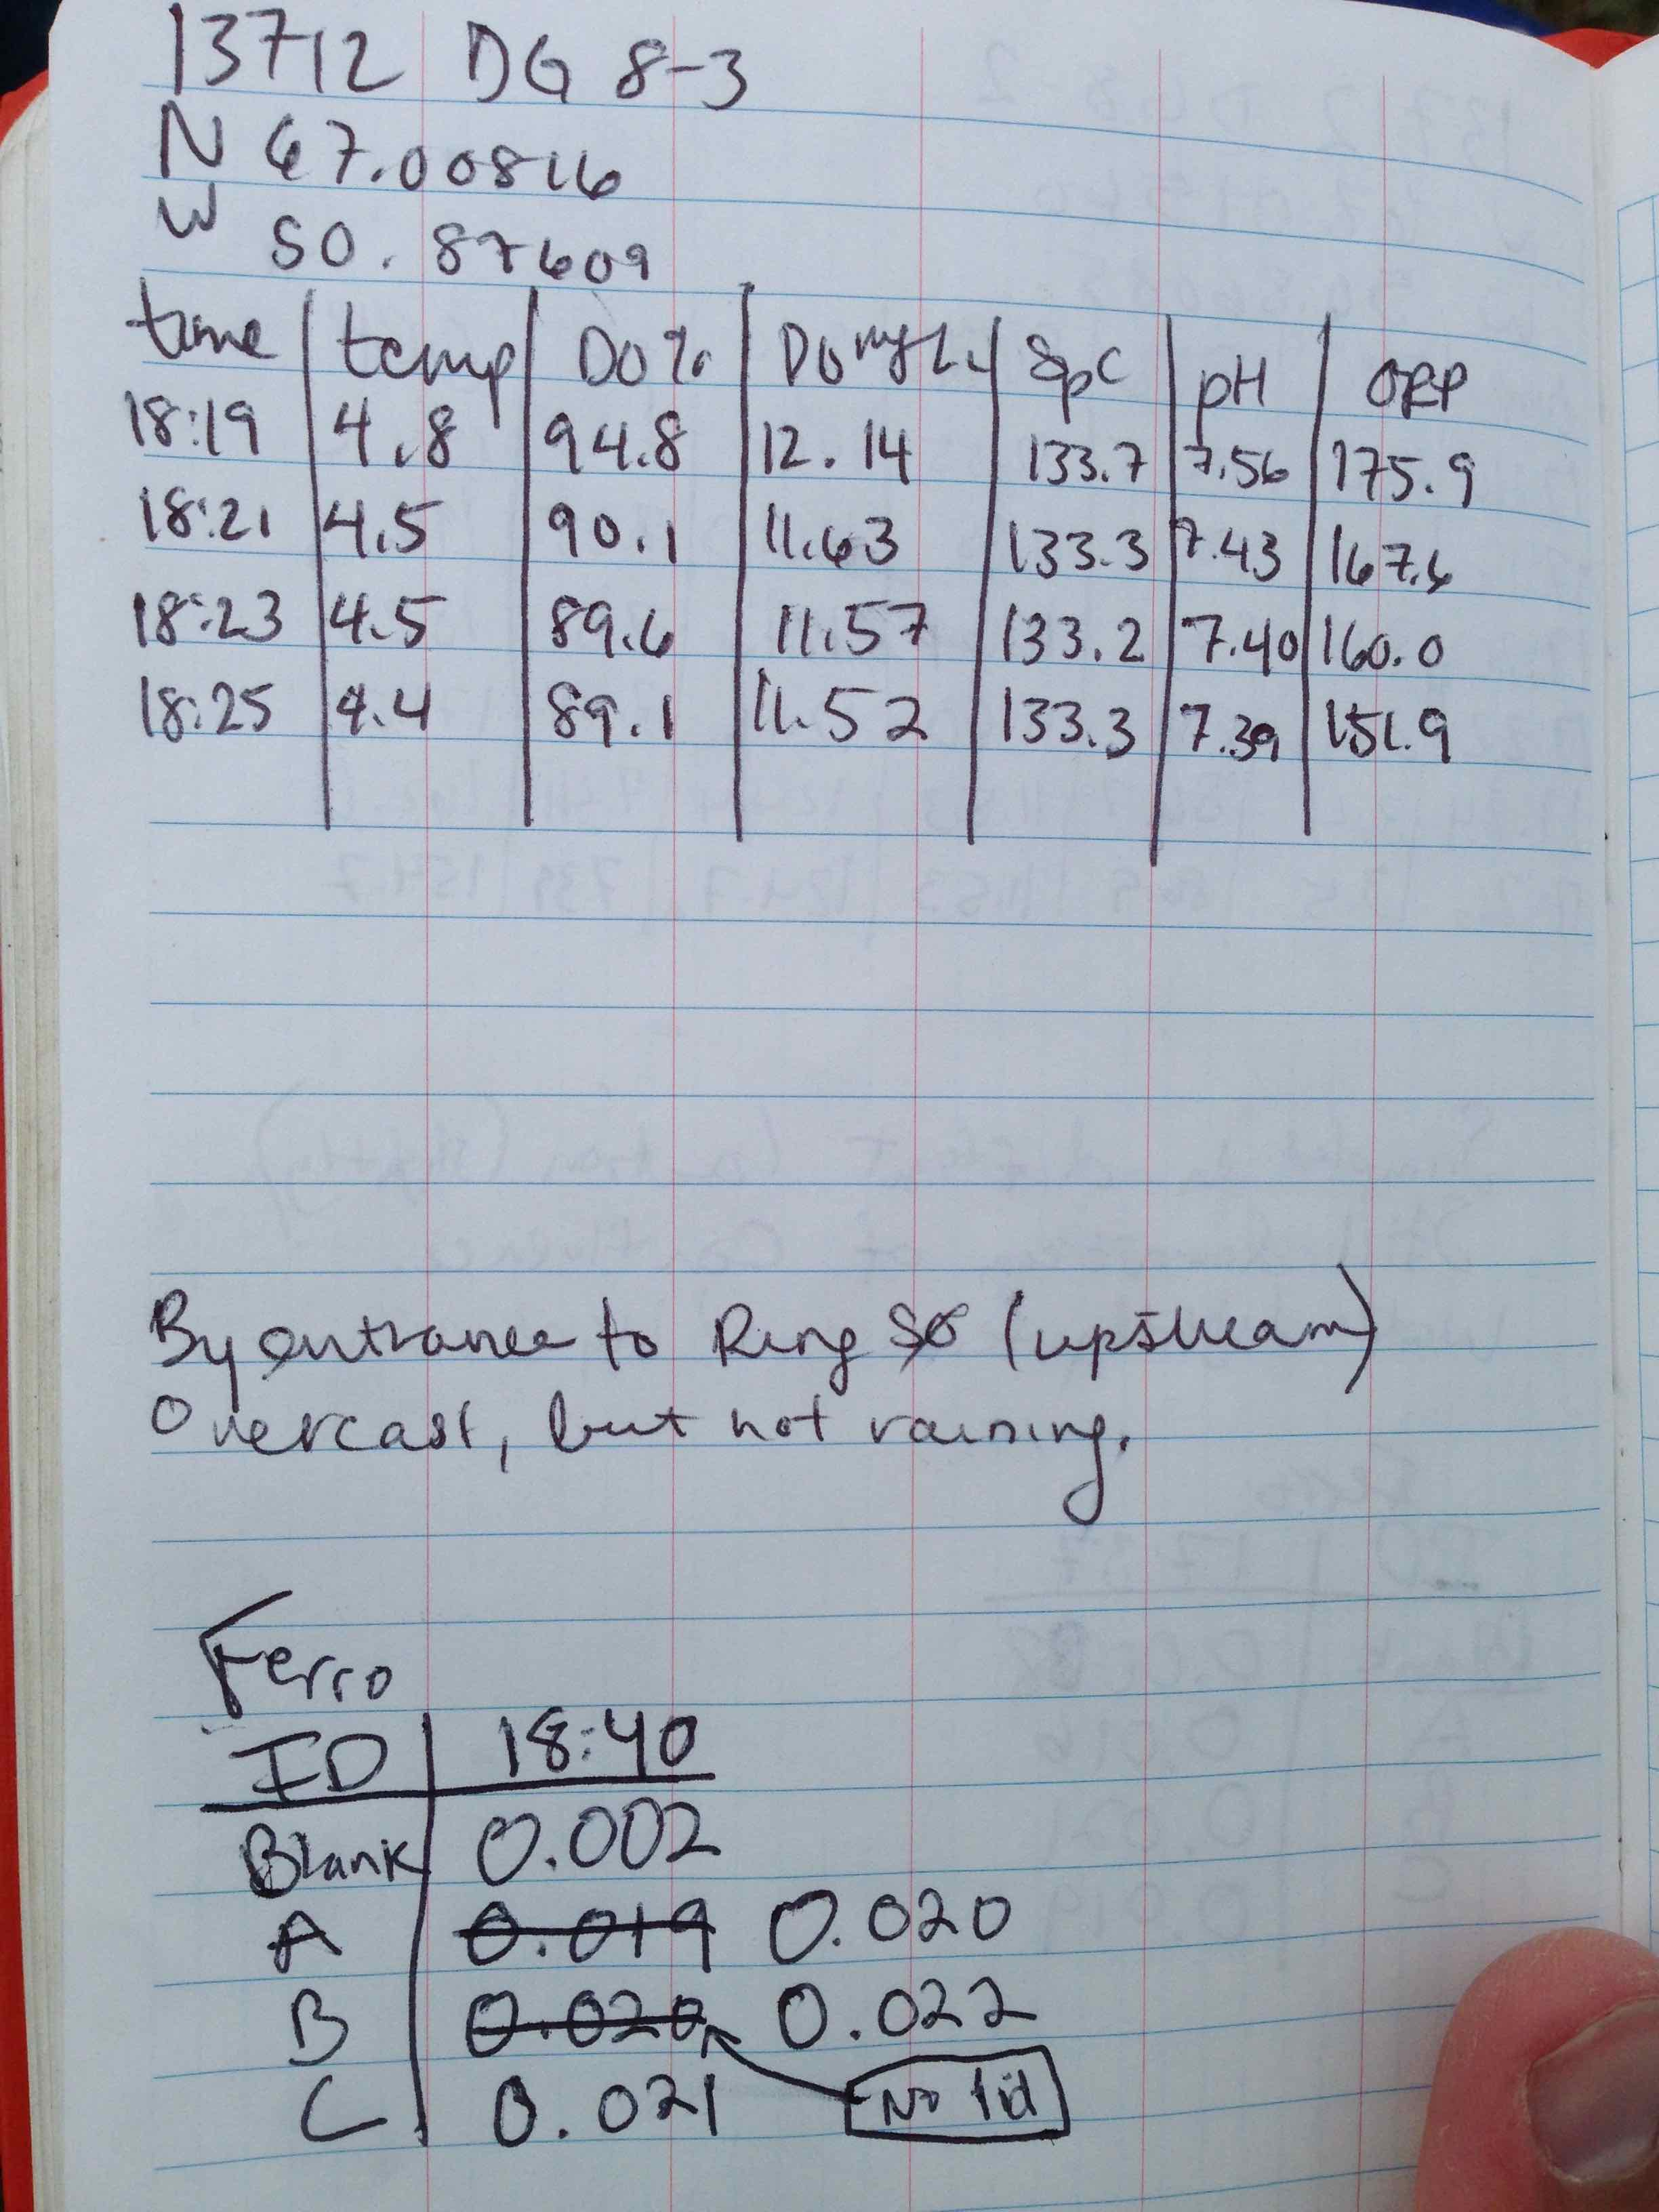 13712 DG 8-3
N 67.00816
W 50.87609
time | temp | DO% | DO mg/L | SpC | pH | ORP
18:19 | 4.8 | 94.8 | 12.14 | 133.7 | 7.56 | 175.9
18:21 | 4.5 | 90.1 | 11.63 | 133.3 | 7.43 | 167.6
18:23 | 4.5 | 89.6 | 11.57 | 133.2 | 7.40 | 160.0
18:25 | 4.4 | 89.1 | 11.52 | 133.3 | 7.39 | 151.9
By entrance to Ring (upstream)
Overcast, but not raining.
Ferro
ID | 18:40
Blank | 0.002
A | 0.019 0.020
B | 0.020 0.022
C | 0.021 No lid